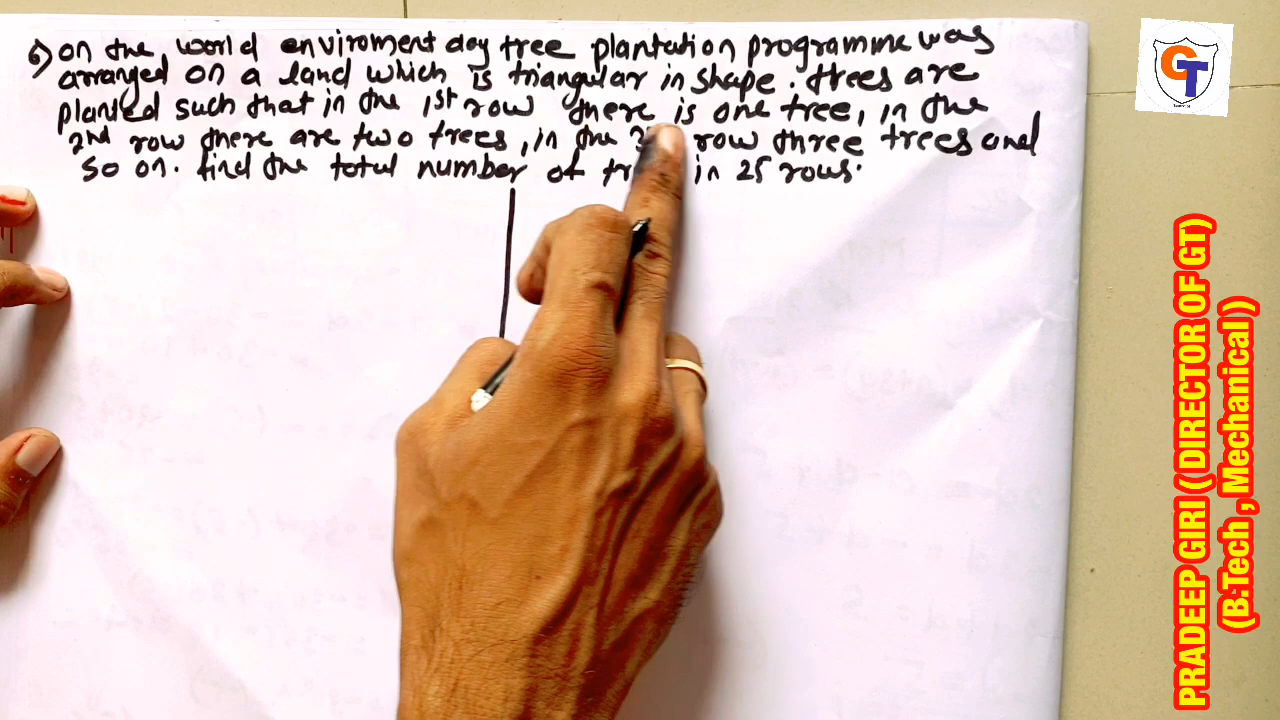 6) on the world enviroment day tree plantation programme was
arranged on a land which is triangular in shape. trees are
planted such that in the 1st row there is one tree, in the
2nd row there are two trees, in the row three trees and
so on. find the total number of in 25 rows.
GT
PRADEEP GIRI ( DIRECTOR OF GT)
(B.Tech , Mechanical )